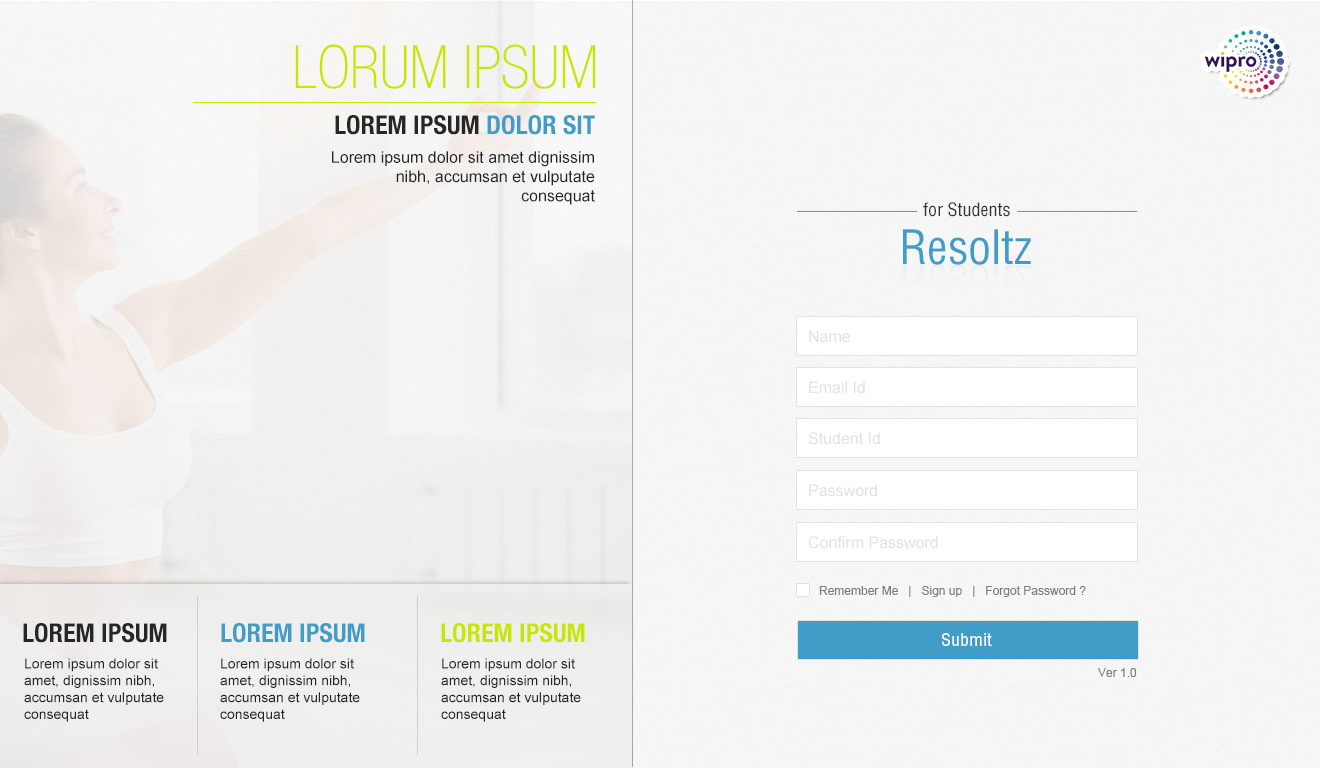 LORUM IPSUM
LOREM IPSUM DOLOR SIT
Lorem ipsum dolor sit amet dignissim
nibh, accumsan et vulputate
consequat
LOREM IPSUM
Lorem ipsum dolor sit
amet, dignissim nibh,
accumsan et vulputate
consequat
LOREM IPSUM
Lorem ipsum dolor sit
amet, dignissim nibh,
accumsan et vulputate
consequat
LOREM IPSUM
Lorem ipsum dolor sit
amet, dignissim nibh,
accumsan et vulputate
consequat
wipro
for Students
Resoltz
Name
Email Id
Student Id
Password
Confirm Password
Remember Me | Sign up | Forgot Password ?
Submit
Ver 1.0